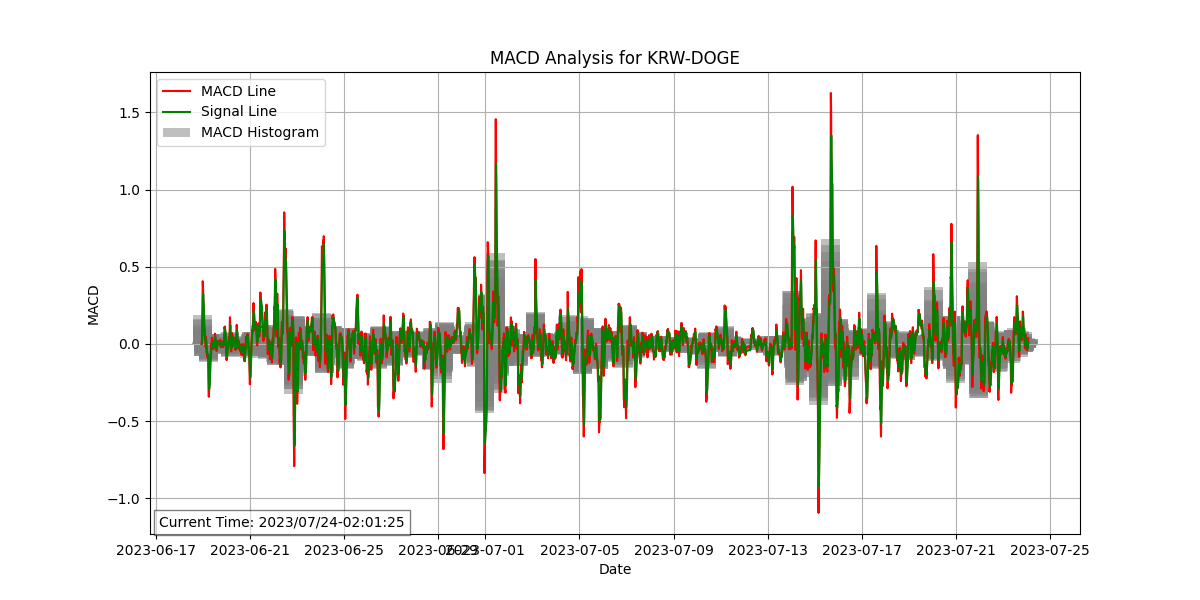 MACD Analysis for KRW-DOGE
MACD Line
Signal Line
MACD Histogram
MACD
1.5
1.0
0.5
0.0
−0.5
−1.0
Current Time: 2023/07/24-02:01:25
2023-06-17 2023-06-21 2023-06-25 2023-06-29 2023-07-01 2023-07-05 2023-07-09 2023-07-13 2023-07-17 2023-07-21 2023-07-25
Date